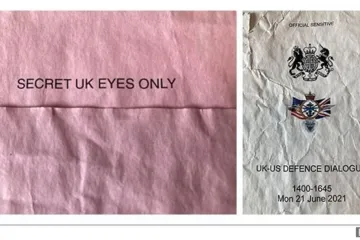 SECRET UK EYES ONLY
OFFICIAL SENSITIVE
UK-US DEFENCE DIALOGU
1400-1645
Mon 21 June 2021